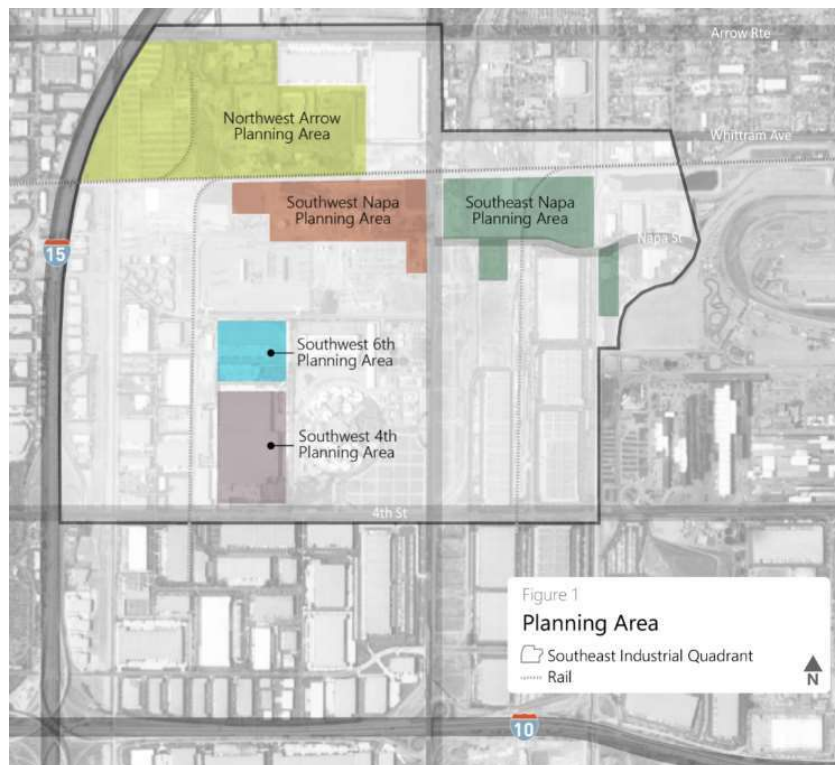 Arrow Rte
Northwest Arrow
Planning Area
Whittram Ave
Southwest Napa
Planning Area
Southeast Napa
Planning Area
Napa St
15
Southwest 6th
Planning Area
Southwest 4th
Planning Area
4th St
Figure 1
Planning Area
Southeast Industrial Quadrant
Rail
N
10